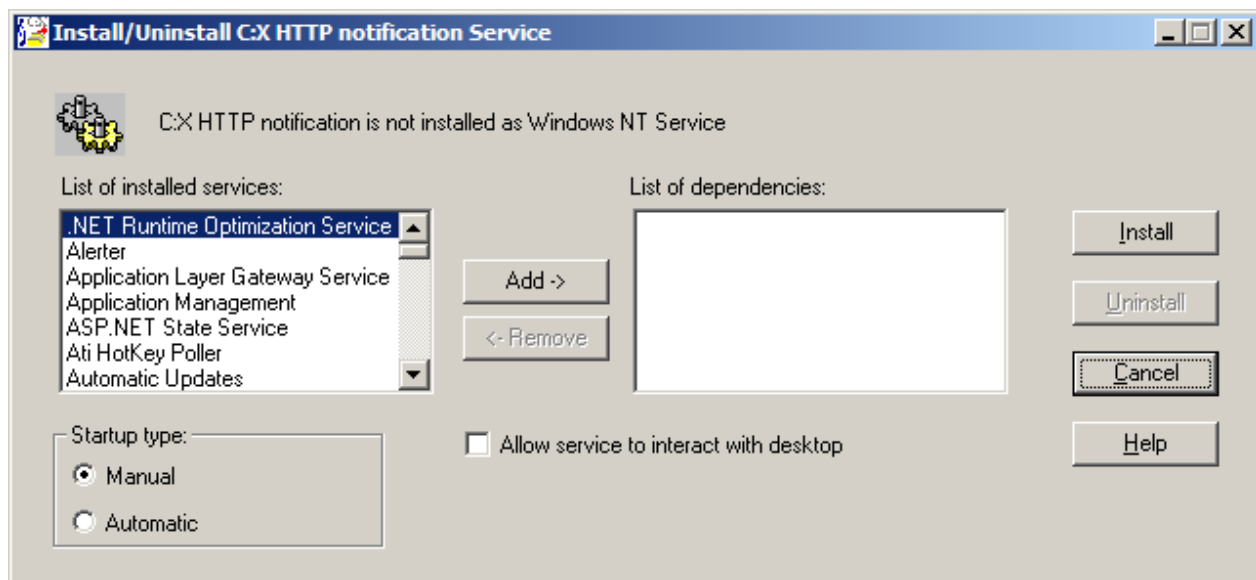 Install/Uninstall C:X HTTP notification Service
C:X HTTP notification is not installed as Windows NT Service
List of installed services:
List of dependencies:
.NET Runtime Optimization Service
Alerter
Application Layer Gateway Service
Application Management
ASP.NET State Service
Ati HotKey Poller
Automatic Updates
Add ->
<- Remove
Install
Uninstall
Cancel
Help
Startup type:
Manual
Automatic
Allow service to interact with desktop